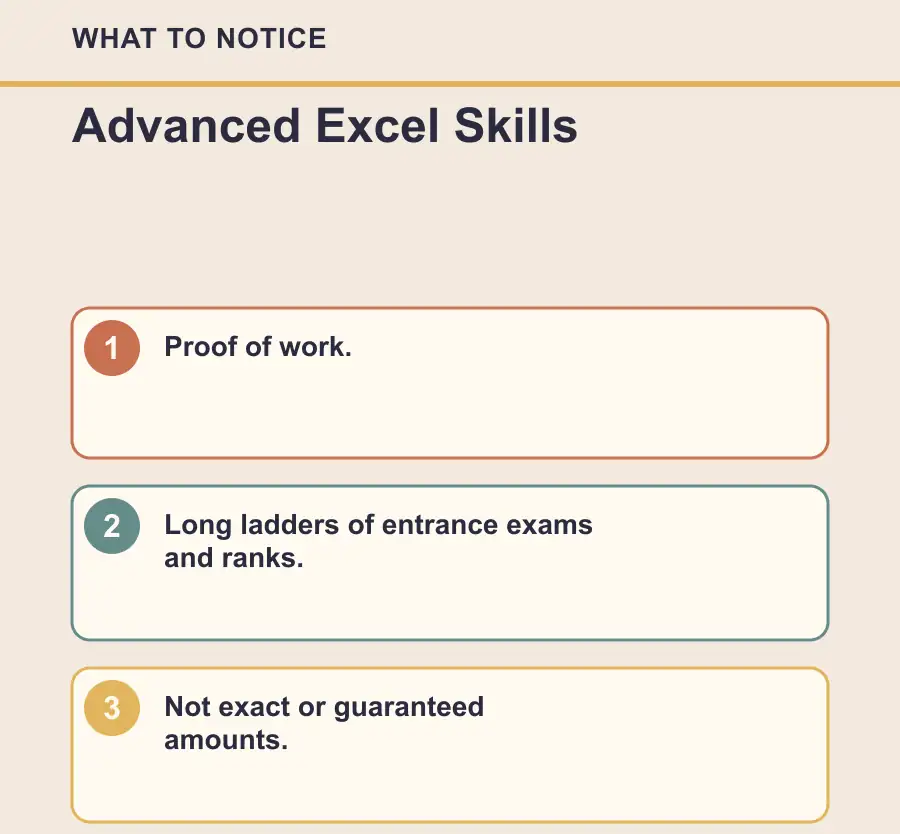 WHAT TO NOTICE
Advanced Excel Skills
1
Proof of work.
2
Long ladders of entrance exams
and ranks.
3
Not exact or guaranteed
amounts.